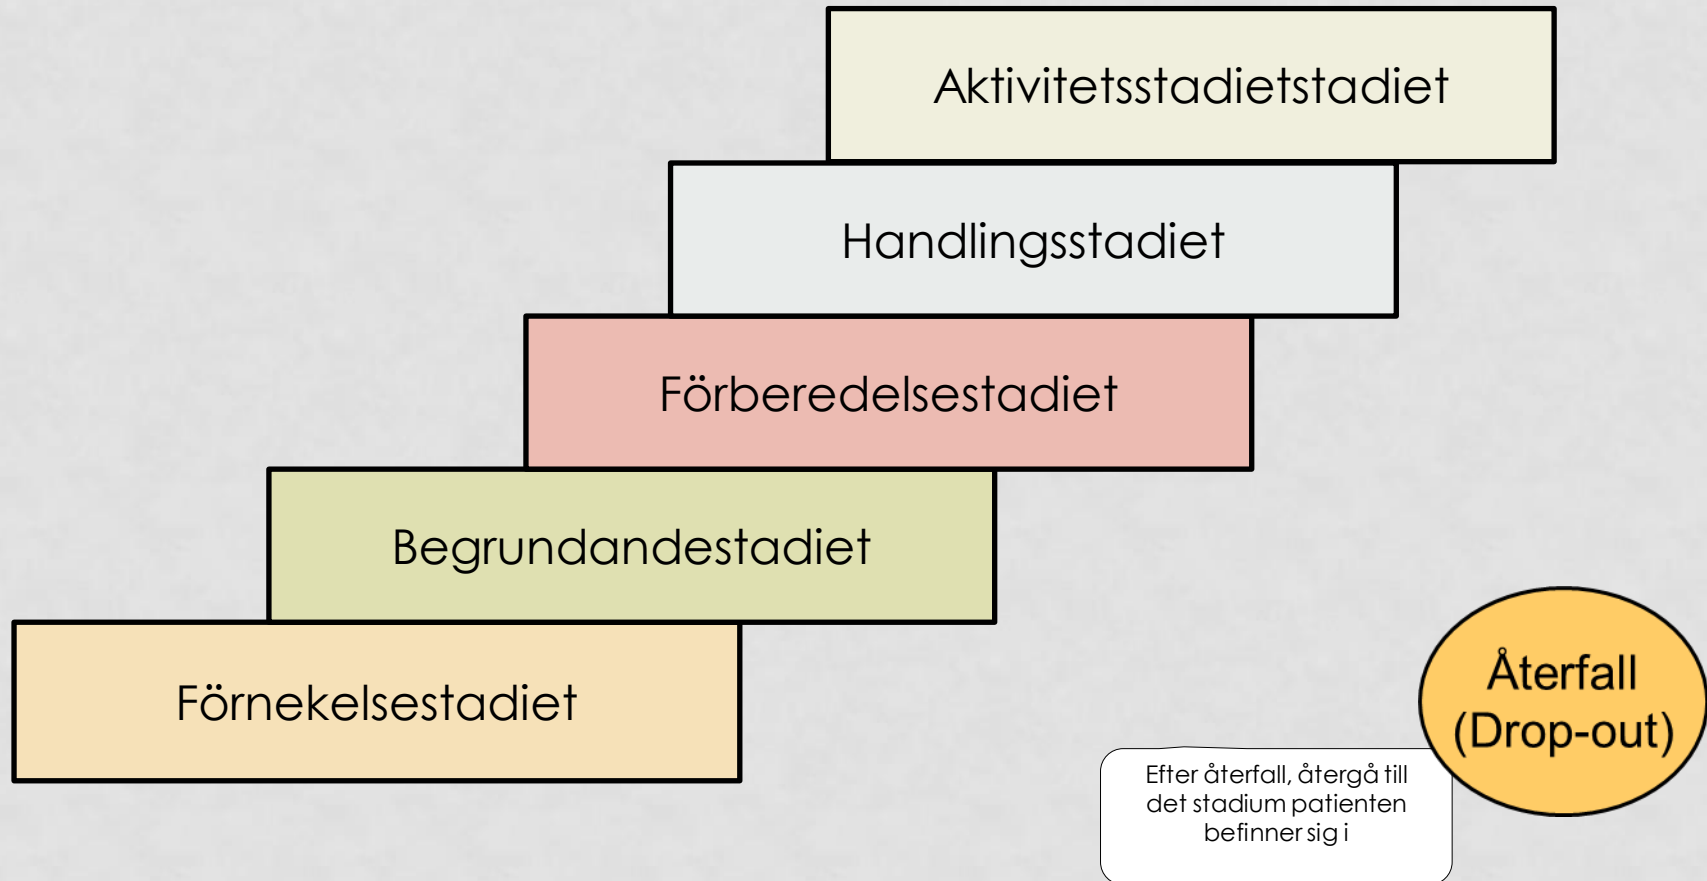 Aktivitetsstadietstadiet
Handlingsstadiet
Förberedelsestadiet
Begrundandestadiet
Förnekelsestadiet
Återfall
(Drop-out)
Efter återfall, återgå till
det stadium patienten
befinner sig i